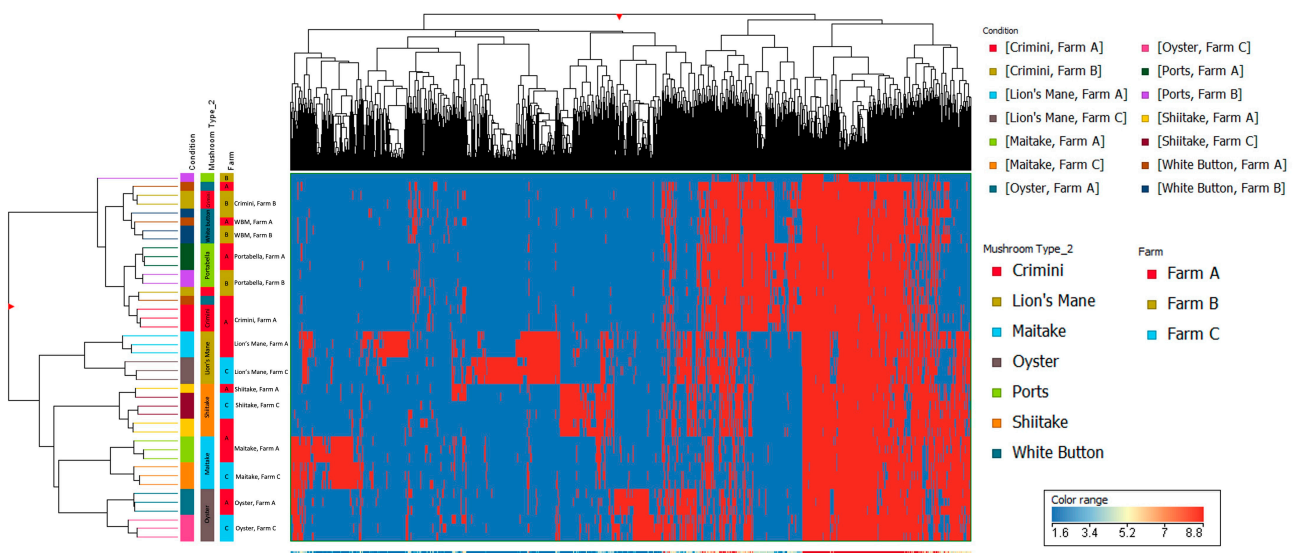 Condition
[Crimini, Farm A]
[Oyster, Farm C]
[Crimini, Farm B]
[Ports, Farm A]
[Lion's Mane, Farm A]
[Ports, Farm B]
[Lion's Mane, Farm C]
[Shiitake, Farm A]
[Maitake, Farm A]
[Shiitake, Farm C]
[Maitake, Farm C]
[White Button, Farm A]
[Oyster, Farm A]
[White Button, Farm B]
Mushroom Type_2
Crimini
Lion's Mane
Maitake
Oyster
Ports
Shiitake
White Button
Farm
Farm A
Farm B
Farm C
Condition
Mushroom Type_2
Farm
B
A
B Crimini, Farm B
A WBM, Farm A
B WBM, Farm B
A Portabella, Farm A
Portabella
B Portabella, Farm B
Crimini
A Crimini, Farm A
Lion's Mane, Farm A
Lion's Mane
C Lion's Mane, Farm C
A Shiitake, Farm A
Shiitake
C Shiitake, Farm C
A
Maitake, Farm A
Maitake
C Maitake, Farm C
A Oyster, Farm A
Oyster
C Oyster, Farm C
Color range
1.6 3.4 5.2 7 8.8